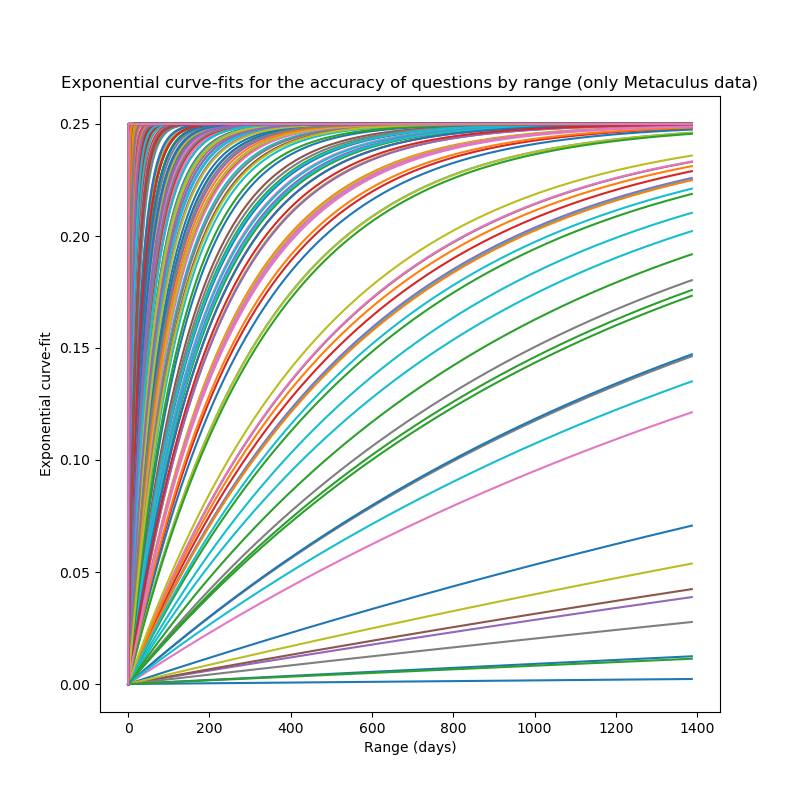 Exponential curve-fits for the accuracy of questions by range (only Metaculus data)
Exponential curve-fit
0.25
0.20
0.15
0.10
0.05
0.00
0 200 400 600 800 1000 1200 1400
Range (days)